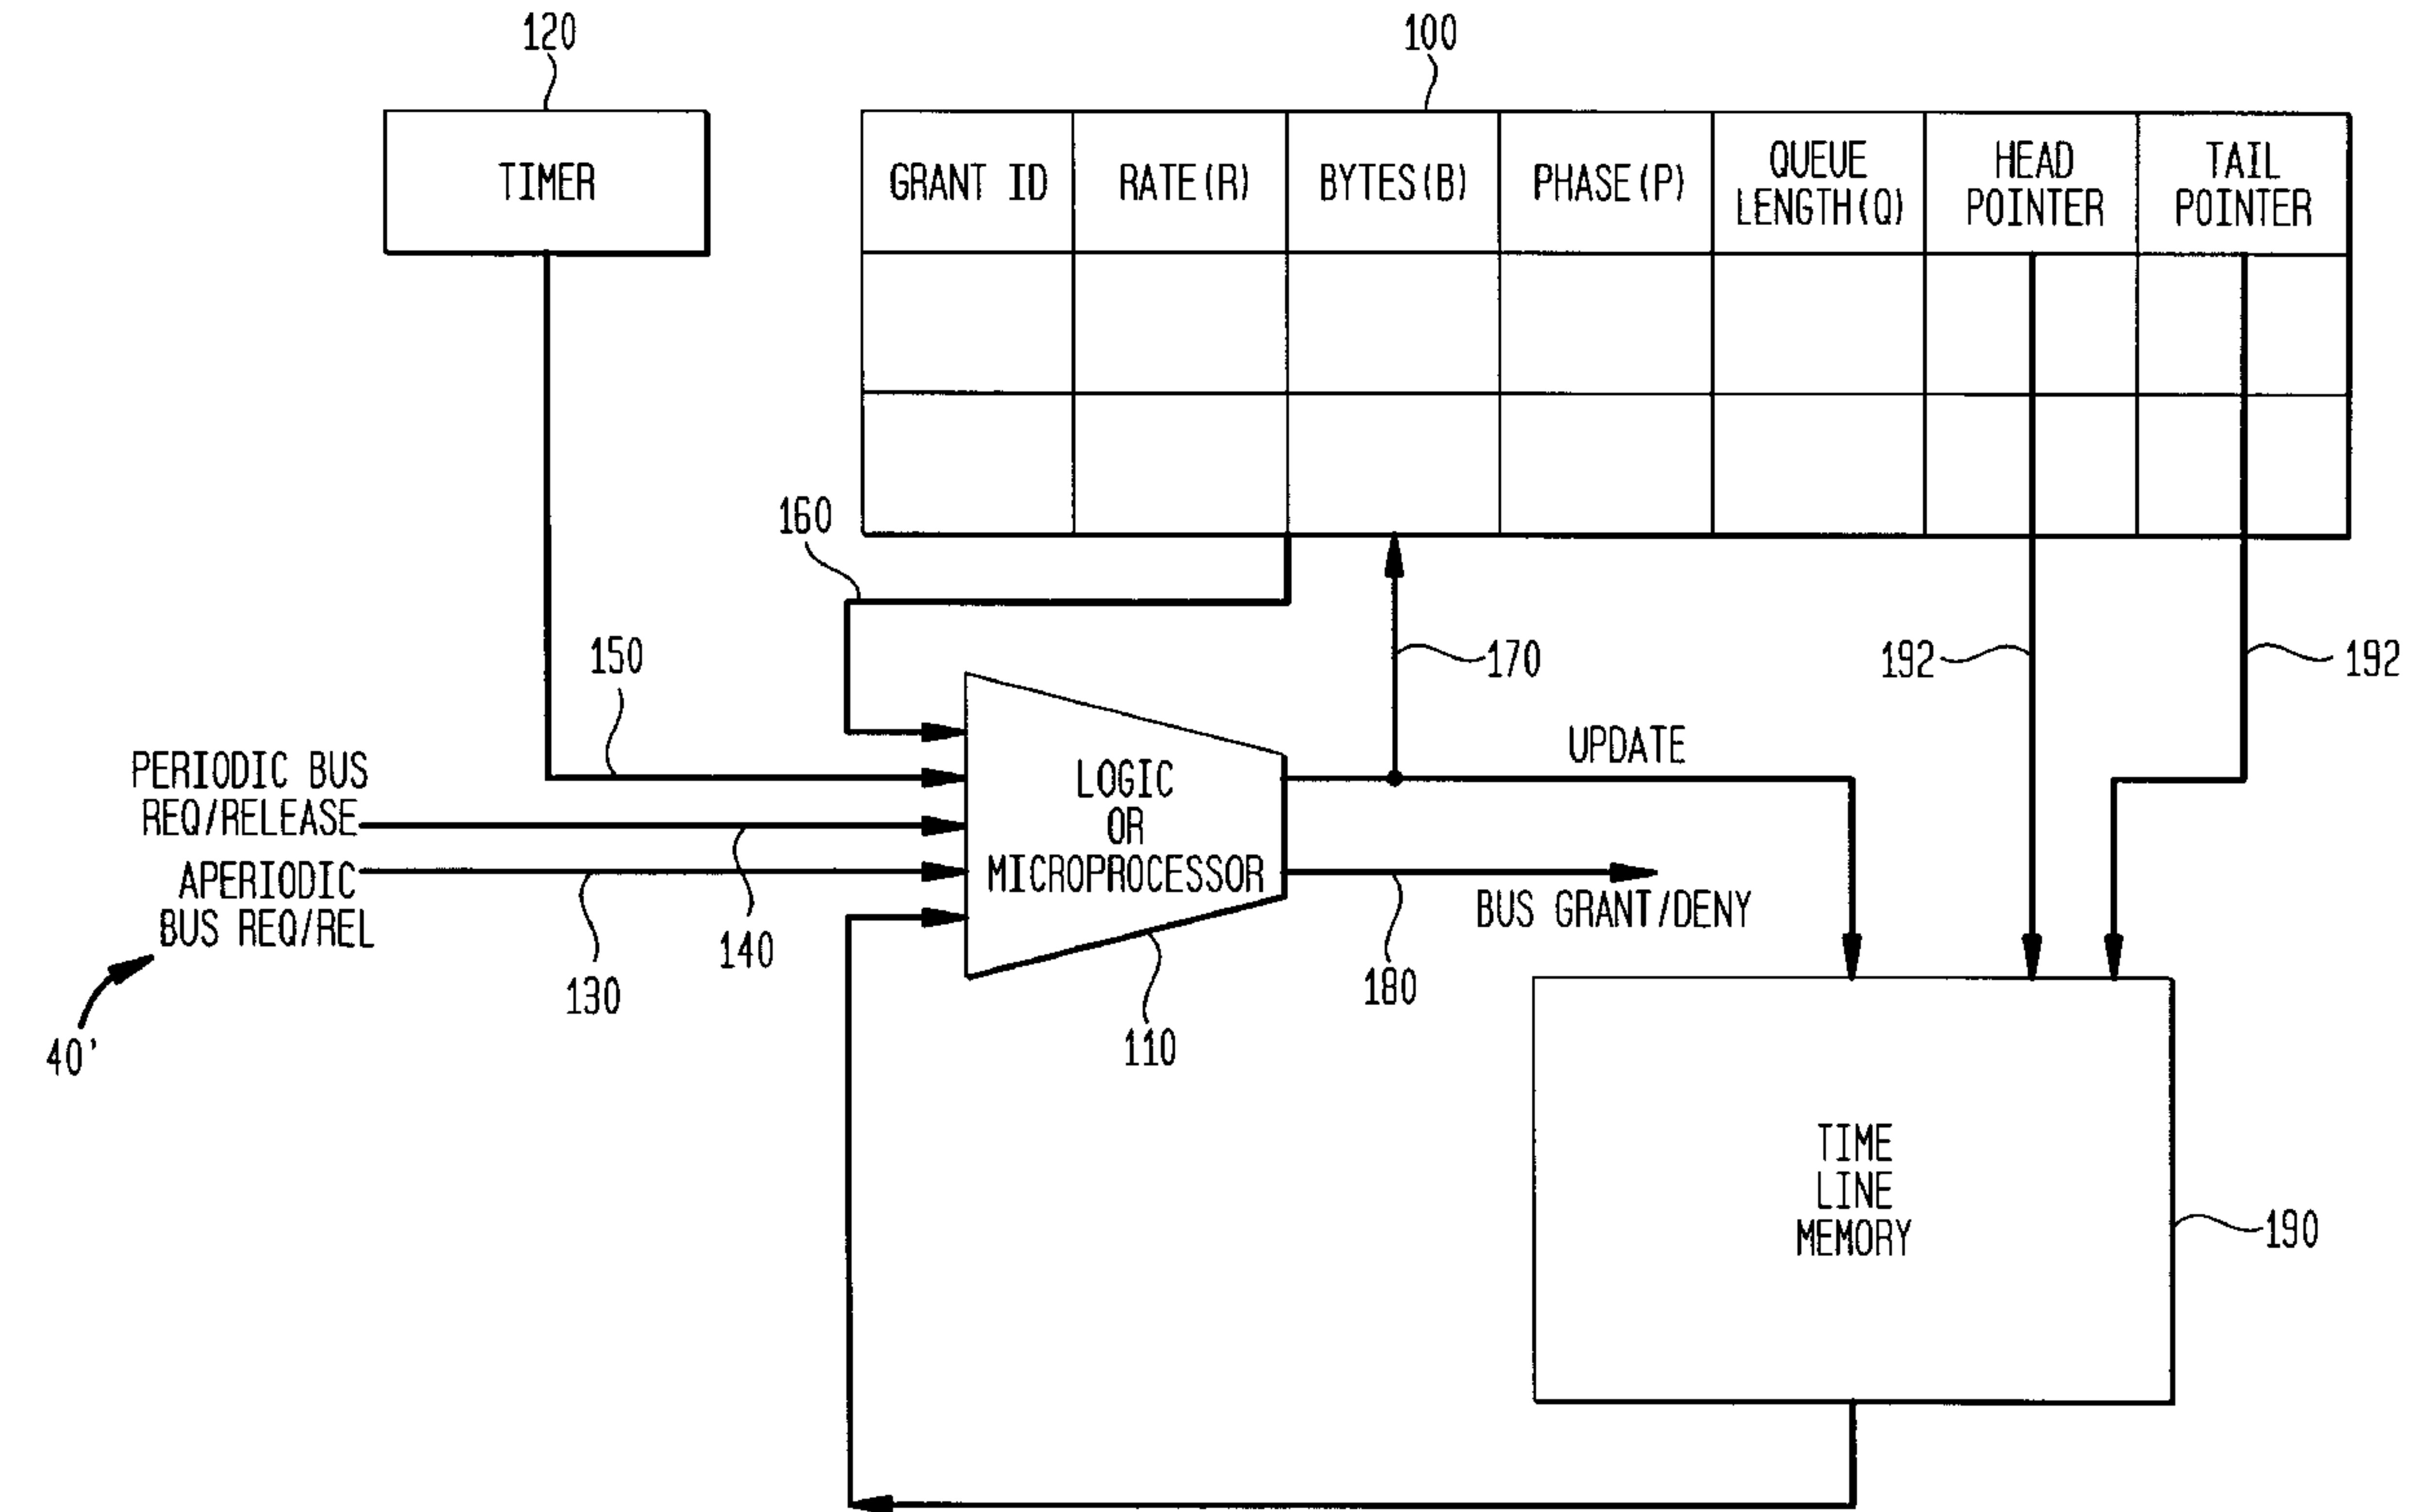 120
100
TIMER
GRANT ID
RATE(R)
BYTES(B)
PHASE(P)
QUEUE
LENGTH(Q)
HEAD
POINTER
TAIL
POINTER
160
150
170
192
192
PERIODIC BUS
REQ/RELEASE
APERIODIC
BUS REQ/REL
LOGIC
OR
MICROPROCESSOR
UPDATE
BUS GRANT/DENY
40'
130
140
110
180
TIME
LINE
MEMORY
190